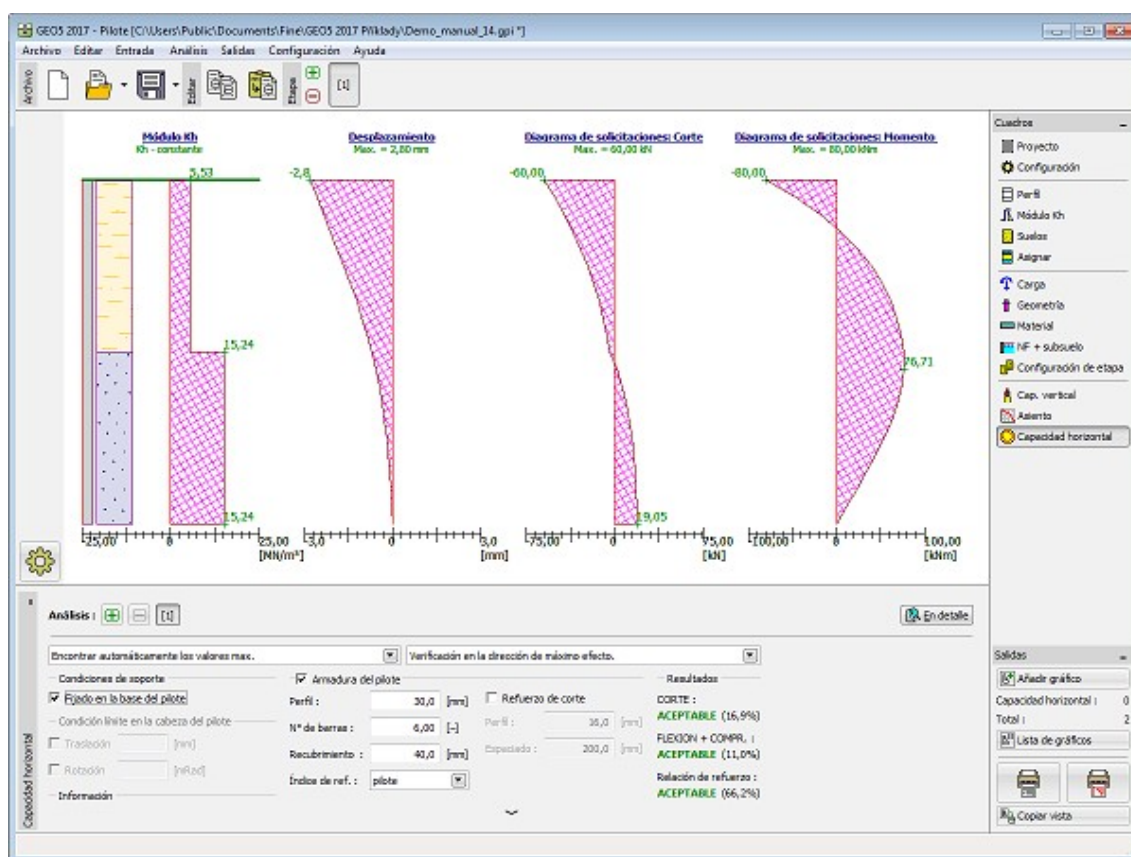 GEO5 2017 - Pilote [C:\Users\Public\Documents\Fine\GEO5 2017 Příklady\Demo_manual_14.gpi *]
Archivo Editar Entrada Análisis Salidas Configuración Ayuda
Archivo
Editar
Etapa
[1]
Módulo Kh
Kh - constante
Desplazamiento
Max. = 2,80 mm
Diagrama de solicitaciones: Corte
Max. = 60,00 kN
Diagrama de solicitaciones: Momento
Max. = 80,00 kNm
5,53
-2,8
-60,00
-80,00
15,24
76,71
15,24
19,05
-25,00 0 25,00
[MN/m³]
-3,0 0 3,0
[mm]
-75,00 0 75,00
[kN]
-100,00 0 100,00
[kNm]
Cuadros
Proyecto
Configuración
Perfil
Módulo Kh
Suelos
Asignar
Carga
Geometría
Material
NF + subsuelo
Configuración de etapa
Cap. vertical
Asiento
Capacidad horizontal
Capacidad horizontal
Análisis : [1]
En detalle
Encontrar automáticamente los valores max.
Verificación en la dirección de máximo efecto.
Condiciones de soporte
Fijado en la base del pilote
Condición límite en la cabeza del pilote
Traslación [mm]
Rotación [mRad]
Información
Armadura del pilote
Perfil : 30,0 [mm]
N° de barras : 6,00 [-]
Recubrimiento : 40,0 [mm]
Índice de ref. : pilote
Refuerzo de corte
Perfil : 16,0 [mm]
Espaciado : 200,0 [mm]
Resultados
CORTE :
ACEPTABLE (16,9%)
FLEXION + COMPR. :
ACEPTABLE (11,0%)
Relación de refuerzo :
ACEPTABLE (66,2%)
Salidas
Añadir gráfico
Capacidad horizontal : 0
Total : 2
Lista de gráficos
Copiar vista